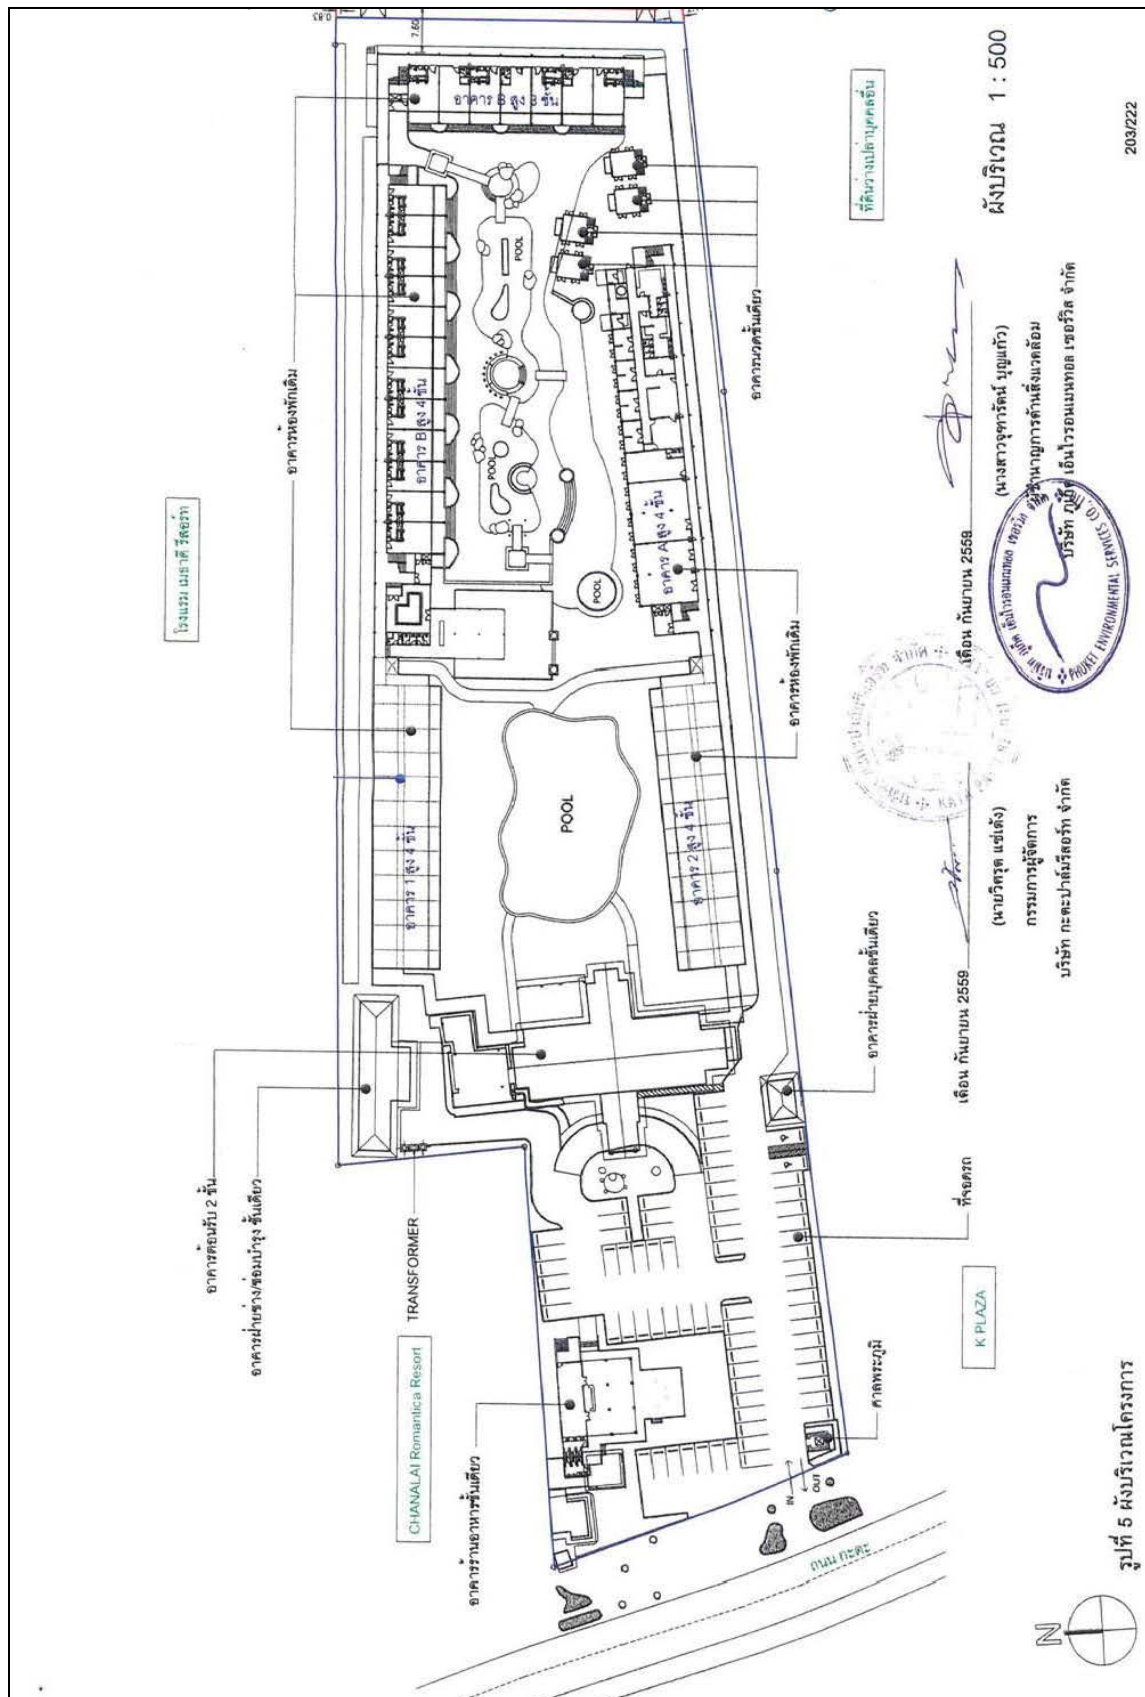 รูปที่ 5 ผังบริเวณโครงการ
ผังบริเวณ 1 : 500
203/222
N
โรงแรม เมธาดี รีสอร์ท
CHANALAI Romantica Resort
K PLAZA
ที่ดินว่างเปล่าบุคคลอื่น
อาคารต้อนรับ 2 ชั้น
อาคารฝ่ายช่าง/ซ่อมบำรุง ชั้นเดียว
TRANSFORMER
อาคารร้านอาหารชั้นเดียว
อาคารห้องพักเดิม
อาคาร 1 สูง 4 ชั้น
อาคาร B สูง 4 ชั้น
อาคาร B สูง 3 ชั้น
POOL
POOL
POOL
POOL
อาคาร 2 สูง 4 ชั้น
อาคาร A สูง 4 ชั้น
อาคารห้องพักเดิม
อาคารนวดชั้นเดียว
อาคารฝ่ายบุคคลชั้นเดียว
ที่จอดรถ
ศาลพระภูมิ
IN
OUT
ถนน กะตะ
7.60
0.83
เดือน กันยายน 2559
(นายวิศรุต แซ่เต้ง)
กรรมการผู้จัดการ
บริษัท กะตะปาล์มรีสอร์ท จำกัด
เดือน กันยายน 2559
(นางสาวจุฑารัตน์ บุญแก้ว)
ผู้ชำนาญการด้านสิ่งแวดล้อม
บริษัท ภูเก็ต เอ็นไวรอนเมนทอล เซอร์วิส จำกัด
PHUKET ENVIRONMENTAL SERVICES CO., LTD.